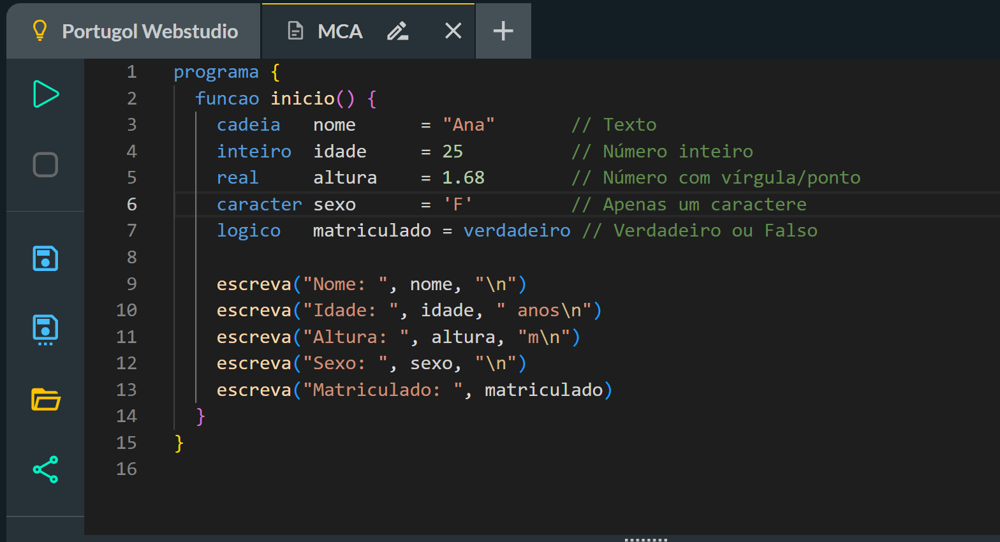 Portugol Webstudio MCA
1 programa {
2   funcao inicio() {
3     cadeia   nome      = "Ana"       // Texto
4     inteiro  idade     = 25          // Número inteiro
5     real     altura    = 1.68        // Número com vírgula/ponto
6     caracter sexo      = 'F'         // Apenas um caractere
7     logico   matriculado = verdadeiro // Verdadeiro ou Falso
8
9     escreva("Nome: ", nome, "\n")
10     escreva("Idade: ", idade, " anos\n")
11     escreva("Altura: ", altura, "m\n")
12     escreva("Sexo: ", sexo, "\n")
13     escreva("Matriculado: ", matriculado)
14   }
15 }
16